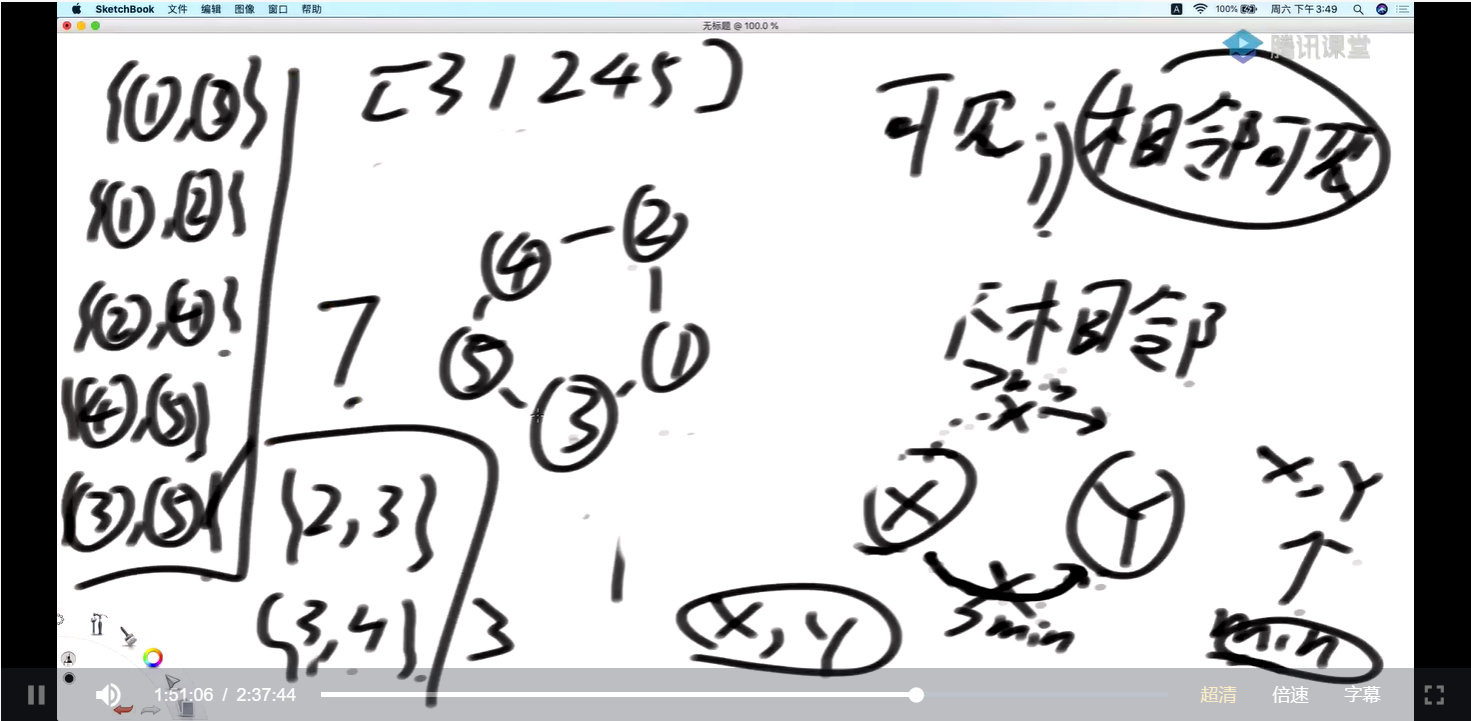 SketchBook 文件 编辑 图像 窗口 帮助
A 100% 周六 下午3:49
无标题 @ 100.0 %
腾讯课堂
[3 1 2 4 5]
可见; 相邻可见
{①,③}
{①,②}
{②,④}
{④,⑤}
{③,⑤}
?
④ — ② | ① ③ ⑤
不相邻
X
X Y
X
3 min
X, Y
min
{2,3}
{3,4} 3
1
X, Y
1:51:06 / 2:37:44
超清 倍速 字幕